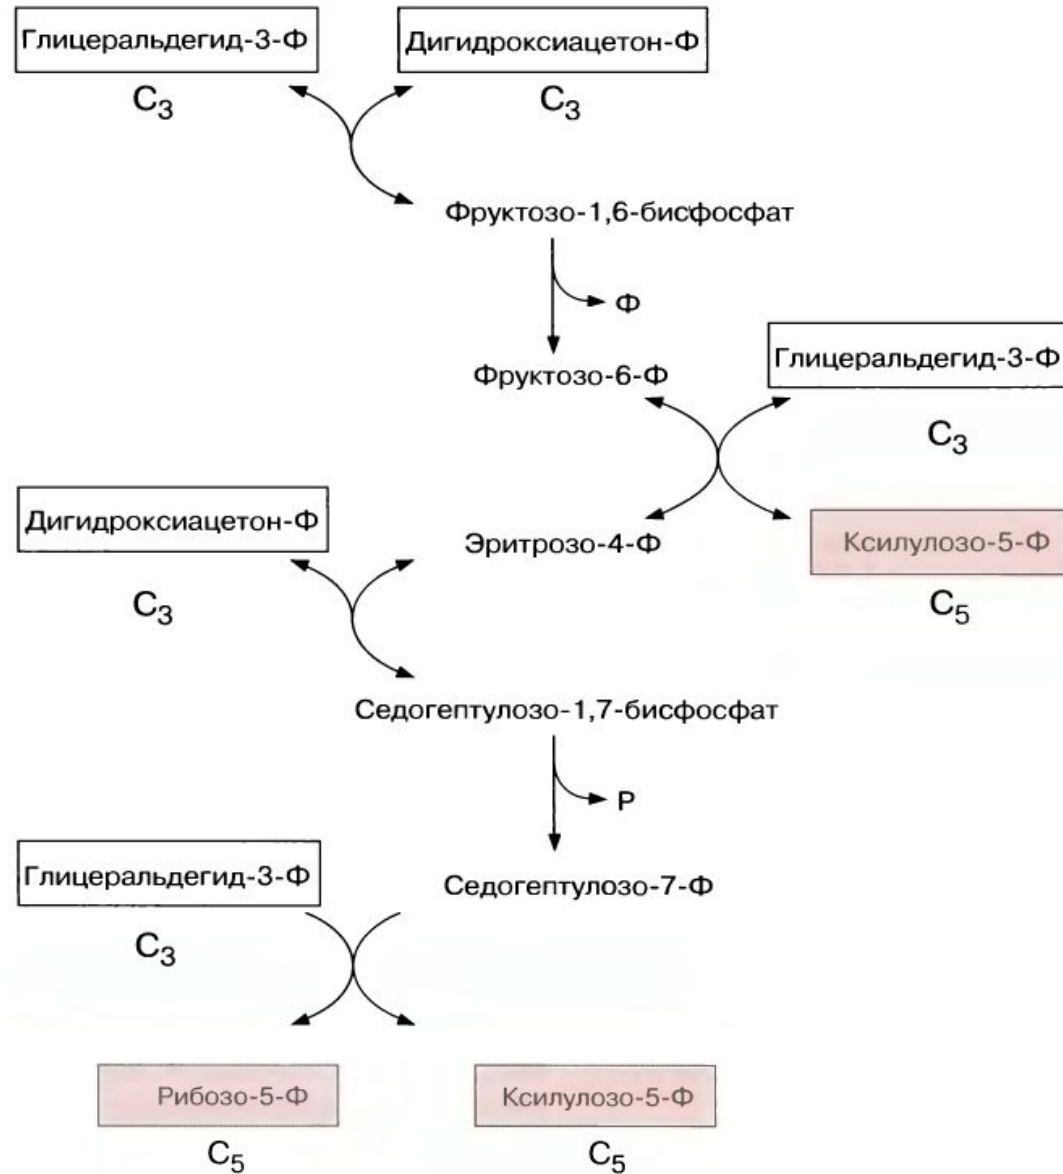 Глицеральдегид-3-Ф
Дигидроксиацетон-Ф
C3
C3
Фруктозо-1,6-бисфосфат
Ф
Фруктозо-6-Ф
Глицеральдегид-3-Ф
C3
Дигидроксиацетон-Ф
Эритрозо-4-Ф
Ксилулозо-5-Ф
C3
C5
Седогептулозо-1,7-бисфосфат
Р
Глицеральдегид-3-Ф
Седогептулозо-7-Ф
C3
Рибозо-5-Ф
Ксилулозо-5-Ф
C5
C5